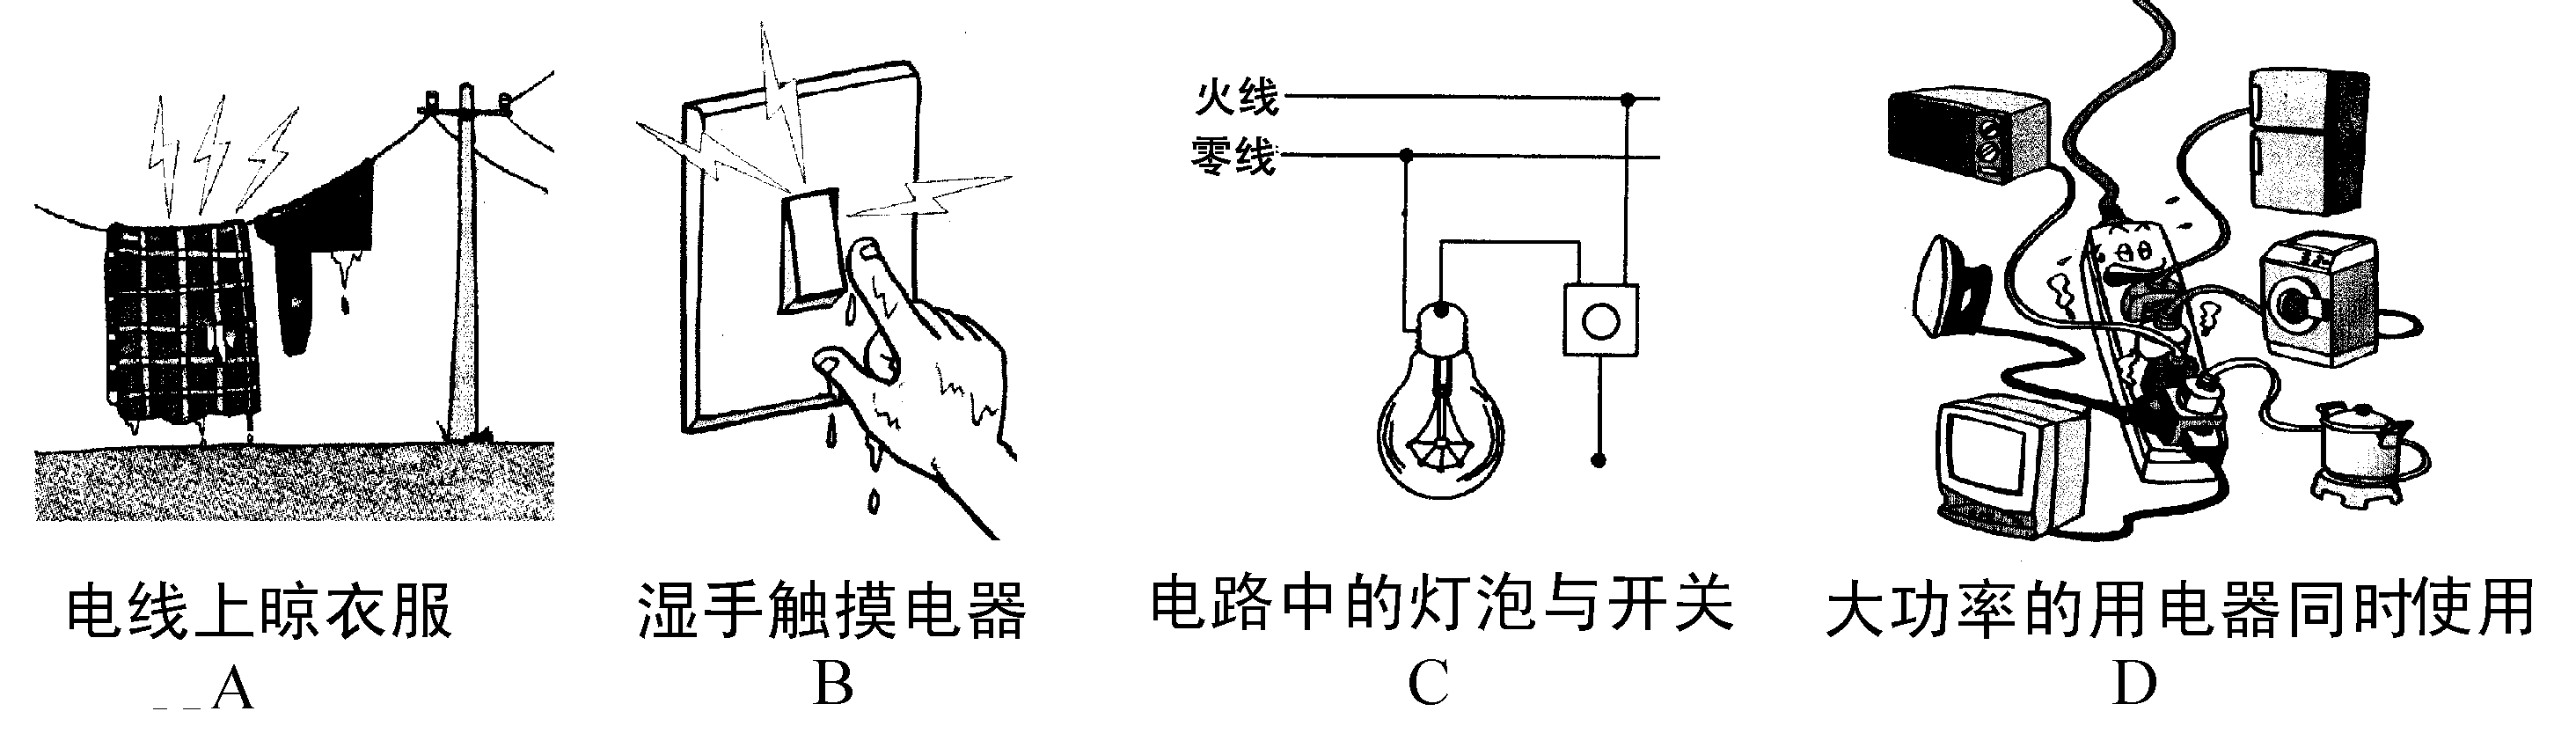 火线
零线
电线上晾衣服
湿手触摸电器
电路中的灯泡与开关
大功率的用电器同时使用
A
B
C
D